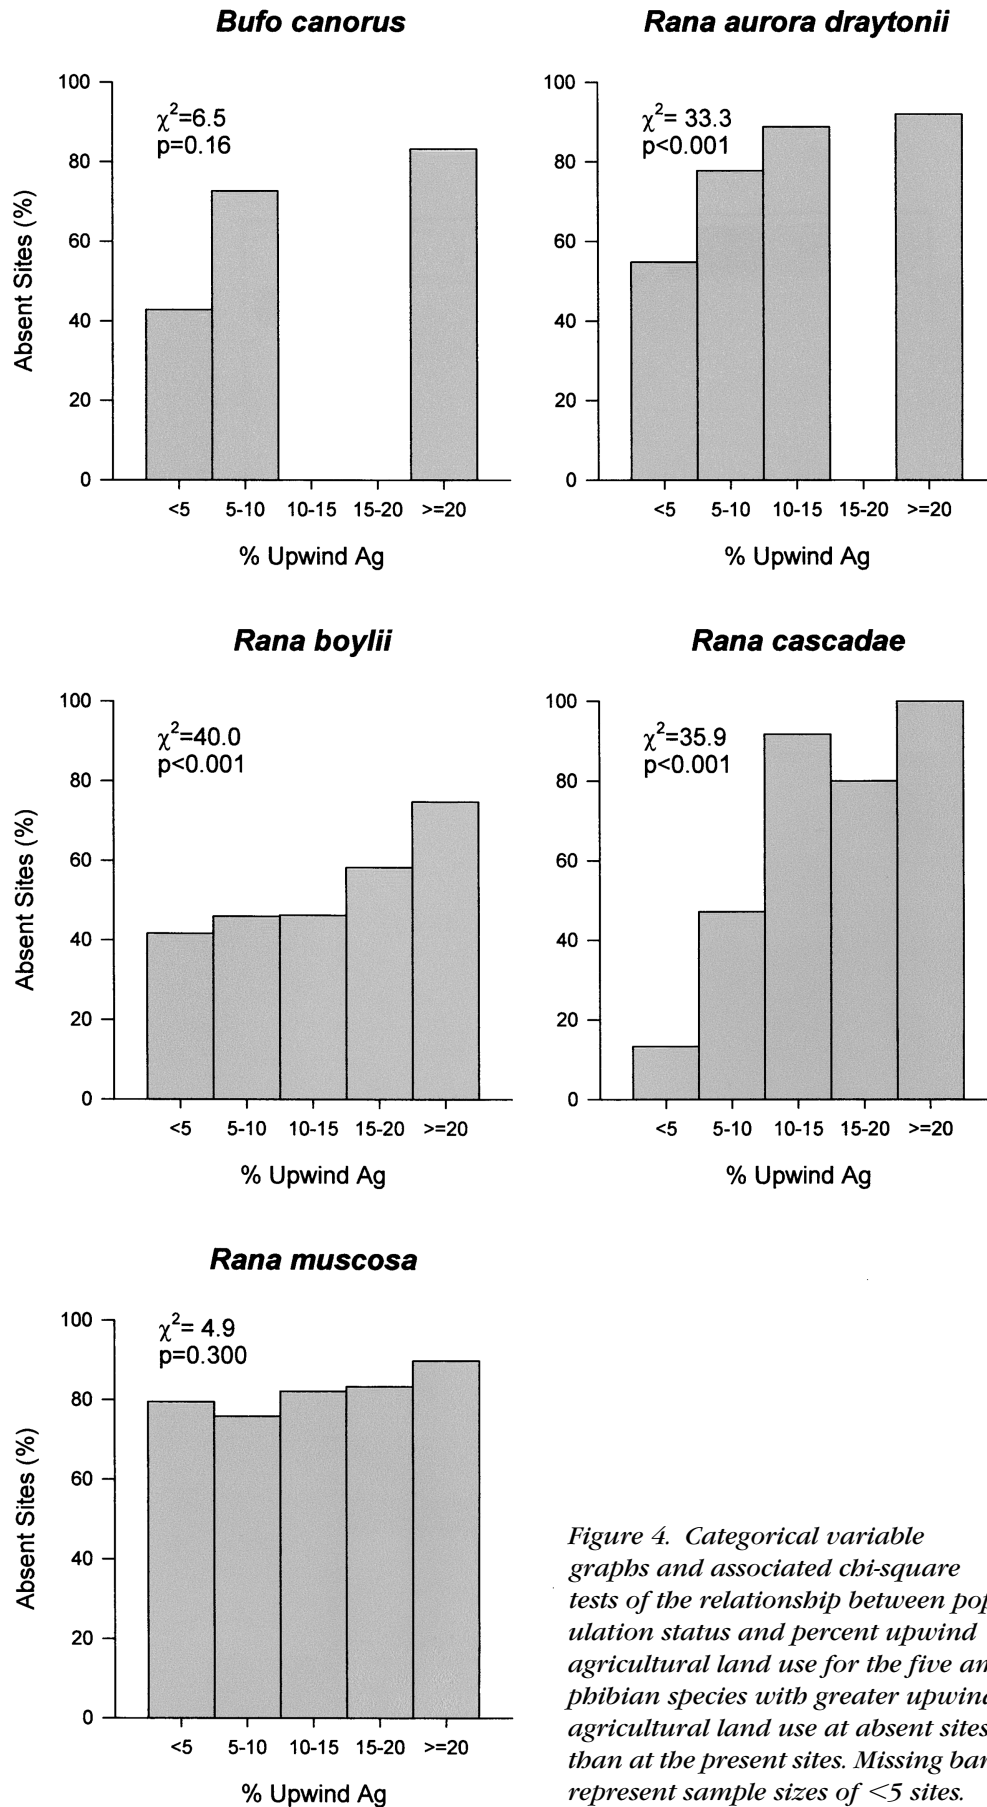 Bufo canorus
χ²=6.5
p=0.16
100
80
60
40
20
0
Absent Sites (%)
<5 5-10 10-15 15-20 >=20
% Upwind Ag
Rana aurora draytonii
χ²= 33.3
p<0.001
100
80
60
40
20
0
<5 5-10 10-15 15-20 >=20
% Upwind Ag
Rana boylii
χ²=40.0
p<0.001
100
80
60
40
20
0
Absent Sites (%)
<5 5-10 10-15 15-20 >=20
% Upwind Ag
Rana cascadae
χ²=35.9
p<0.001
100
80
60
40
20
0
<5 5-10 10-15 15-20 >=20
% Upwind Ag
Rana muscosa
χ²= 4.9
p=0.300
100
80
60
40
20
0
Absent Sites (%)
<5 5-10 10-15 15-20 >=20
% Upwind Ag
Figure 4. Categorical variable
graphs and associated chi-square
tests of the relationship between pop
ulation status and percent upwind
agricultural land use for the five am
phibian species with greater upwind
agricultural land use at absent sites
than at the present sites. Missing bar
represent sample sizes of <5 sites.